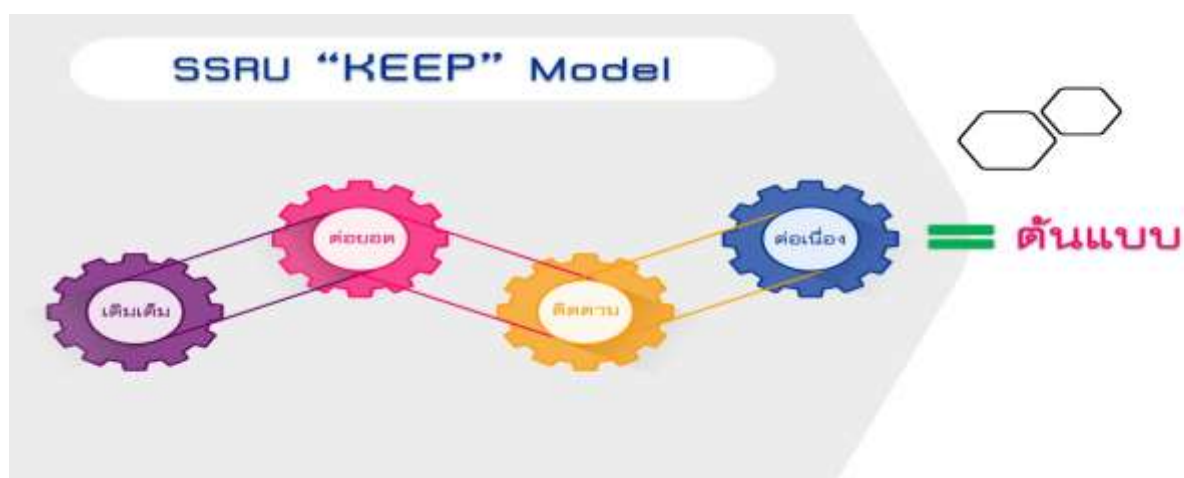 SSRU “KEEP” Model
เติมเต็ม
ต่อยอด
ติดตาม
ต่อเนื่อง
= ต้นแบบ